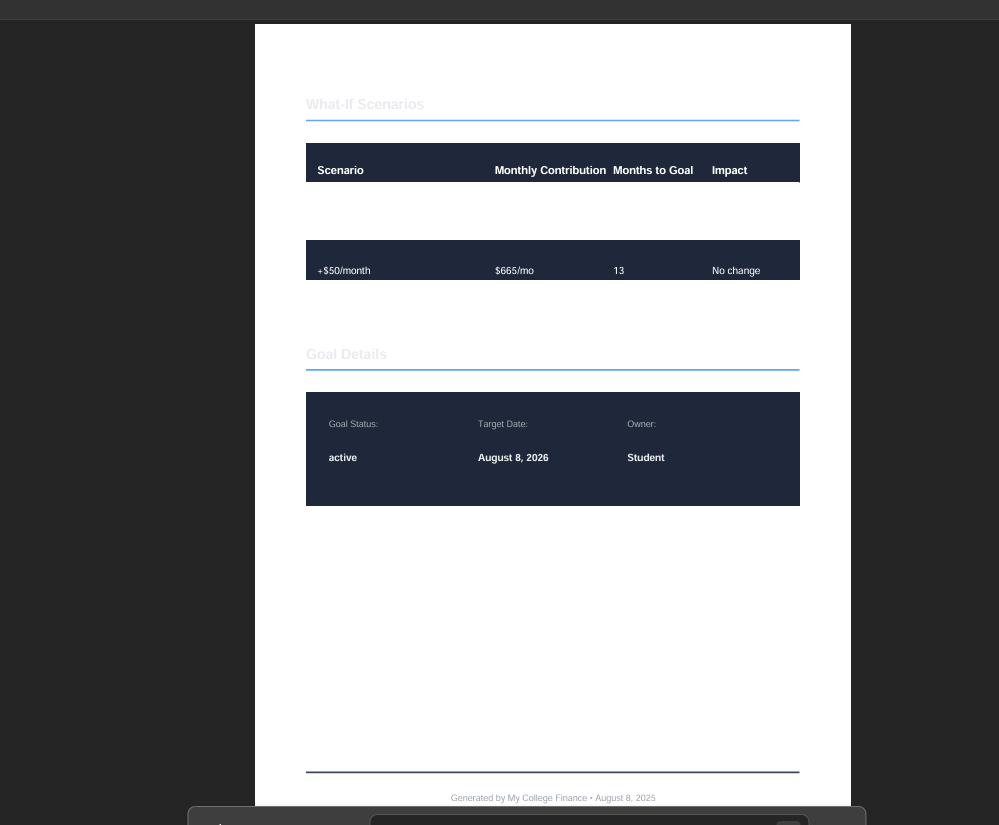 What-If Scenarios
Scenario Monthly Contribution Months to Goal Impact
+$50/month $665/mo 13 No change
Goal Details
Goal Status: Target Date: Owner:
active August 8, 2026 Student
Generated by My College Finance • August 8, 2025